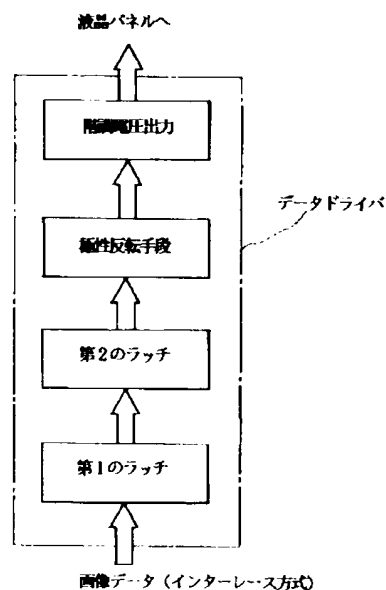 液晶パネルへ
階調電圧出力
極性反転手段
データドライバ
第2のラッチ
第1のラッチ
画像データ(インターレース方式)